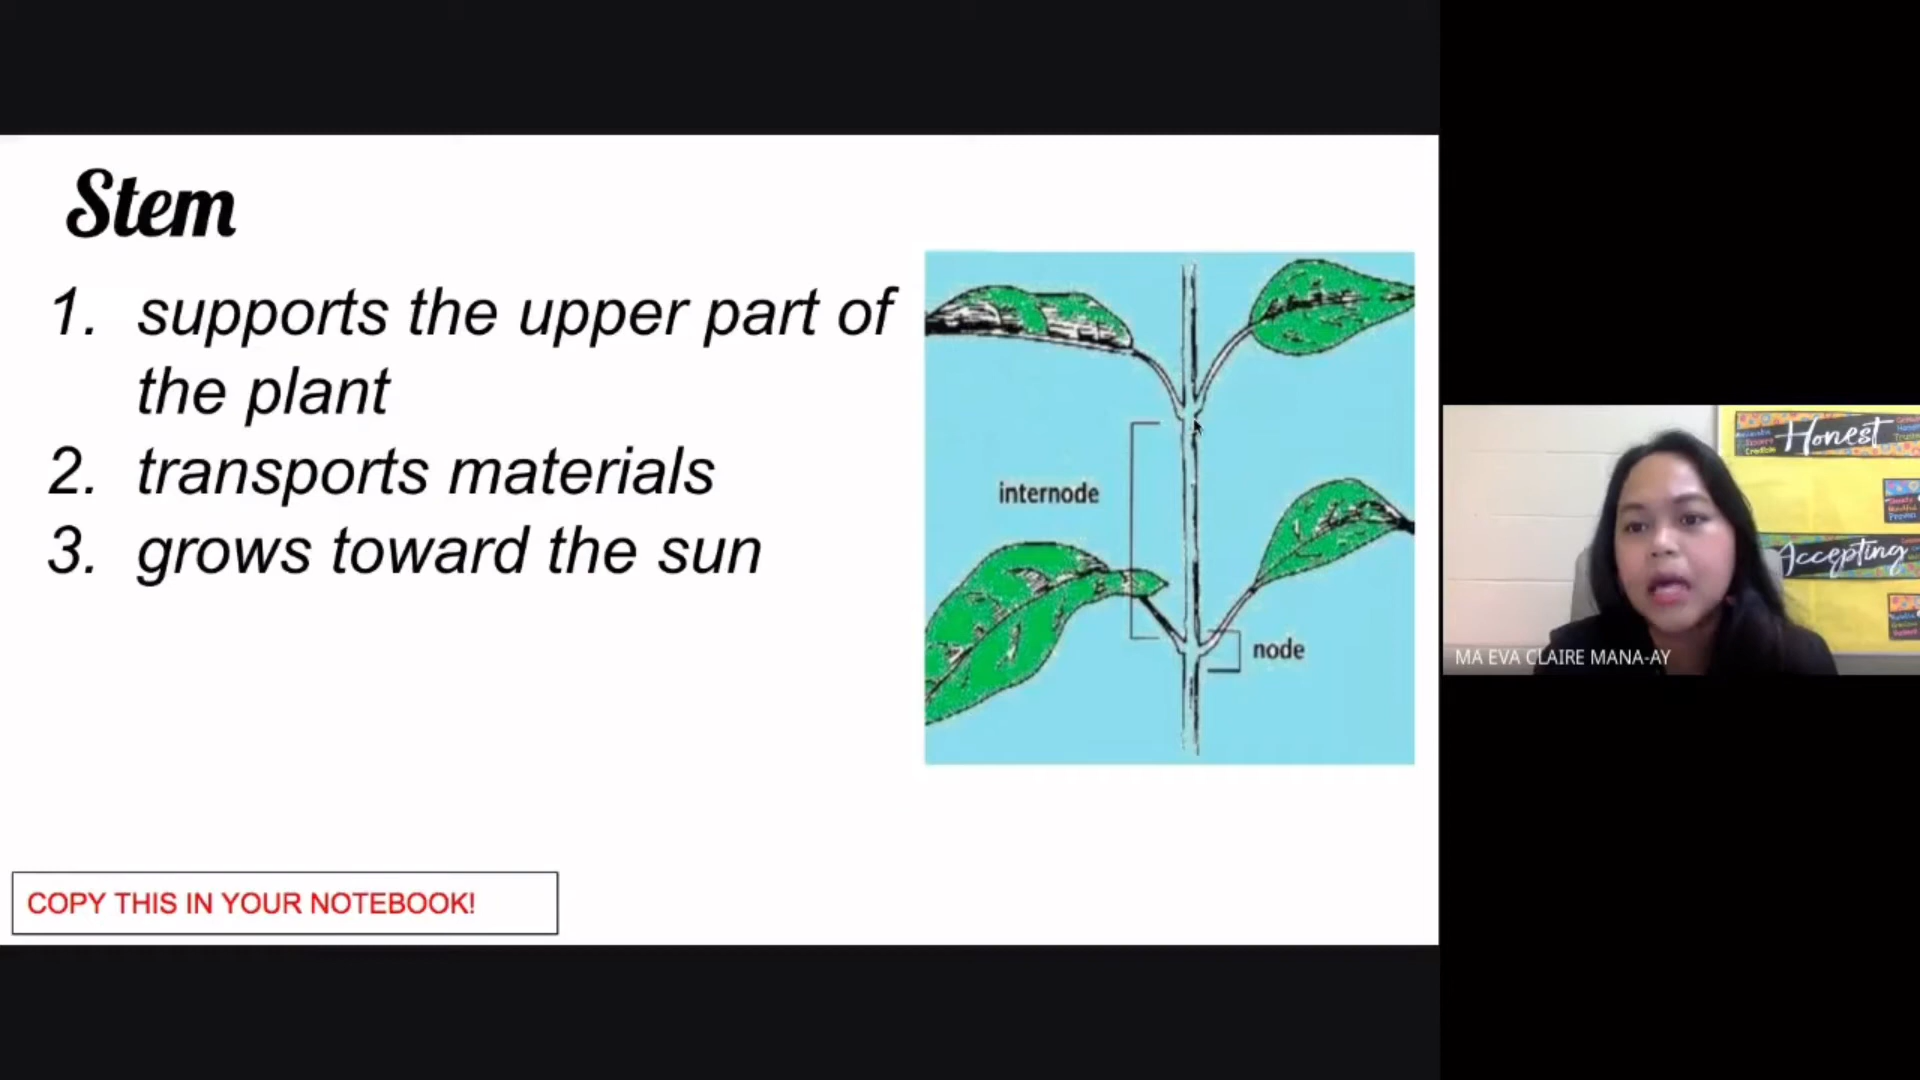 Stem
1. supports the upper part of
the plant
2. transports materials
3. grows toward the sun
internode
node
COPY THIS IN YOUR NOTEBOOK!
Honest
Accepting
MA EVA CLAIRE MANA-AY